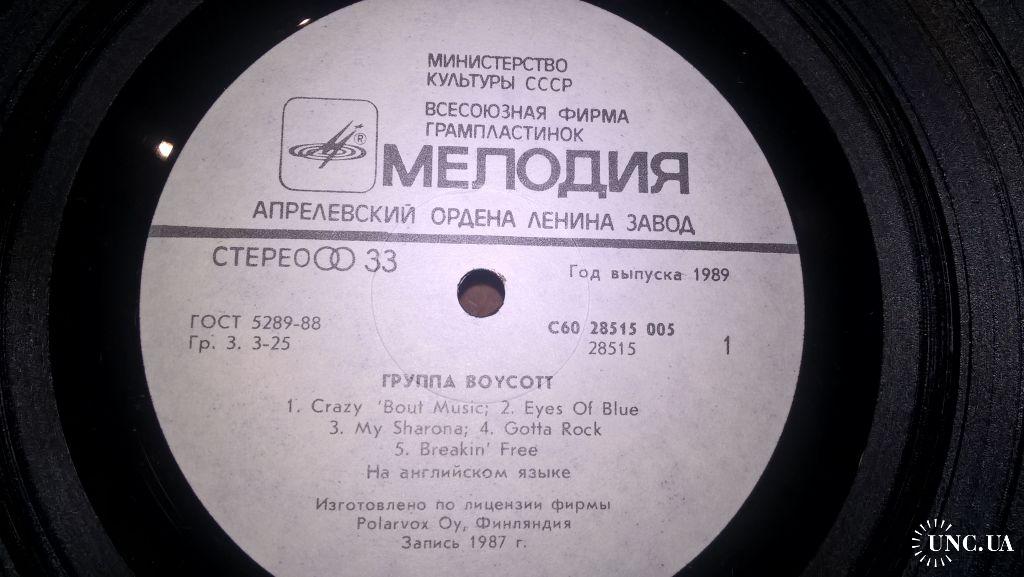 МИНИСТЕРСТВО
КУЛЬТУРЫ СССР
ВСЕСОЮЗНАЯ ФИРМА
ГРАМПЛАСТИНОК
®
МЕЛОДИЯ
АПРЕЛЕВСКИЙ ОРДЕНА ЛЕНИНА ЗАВОД
СТЕРЕО 33
Год выпуска 1989
ГОСТ 5289-88
Гр. 3. 3-25
С60 28515 005
28515
1
ГРУППА BOYCOTT
1. Crazy 'Bout Music; 2. Eyes Of Blue
3. My Sharona; 4. Gotta Rock
5. Breakin' Free
На английском языке
Изготовлено по лицензии фирмы
Polarvox Oy, Финляндия
Запись 1987 г.
UNC.UA